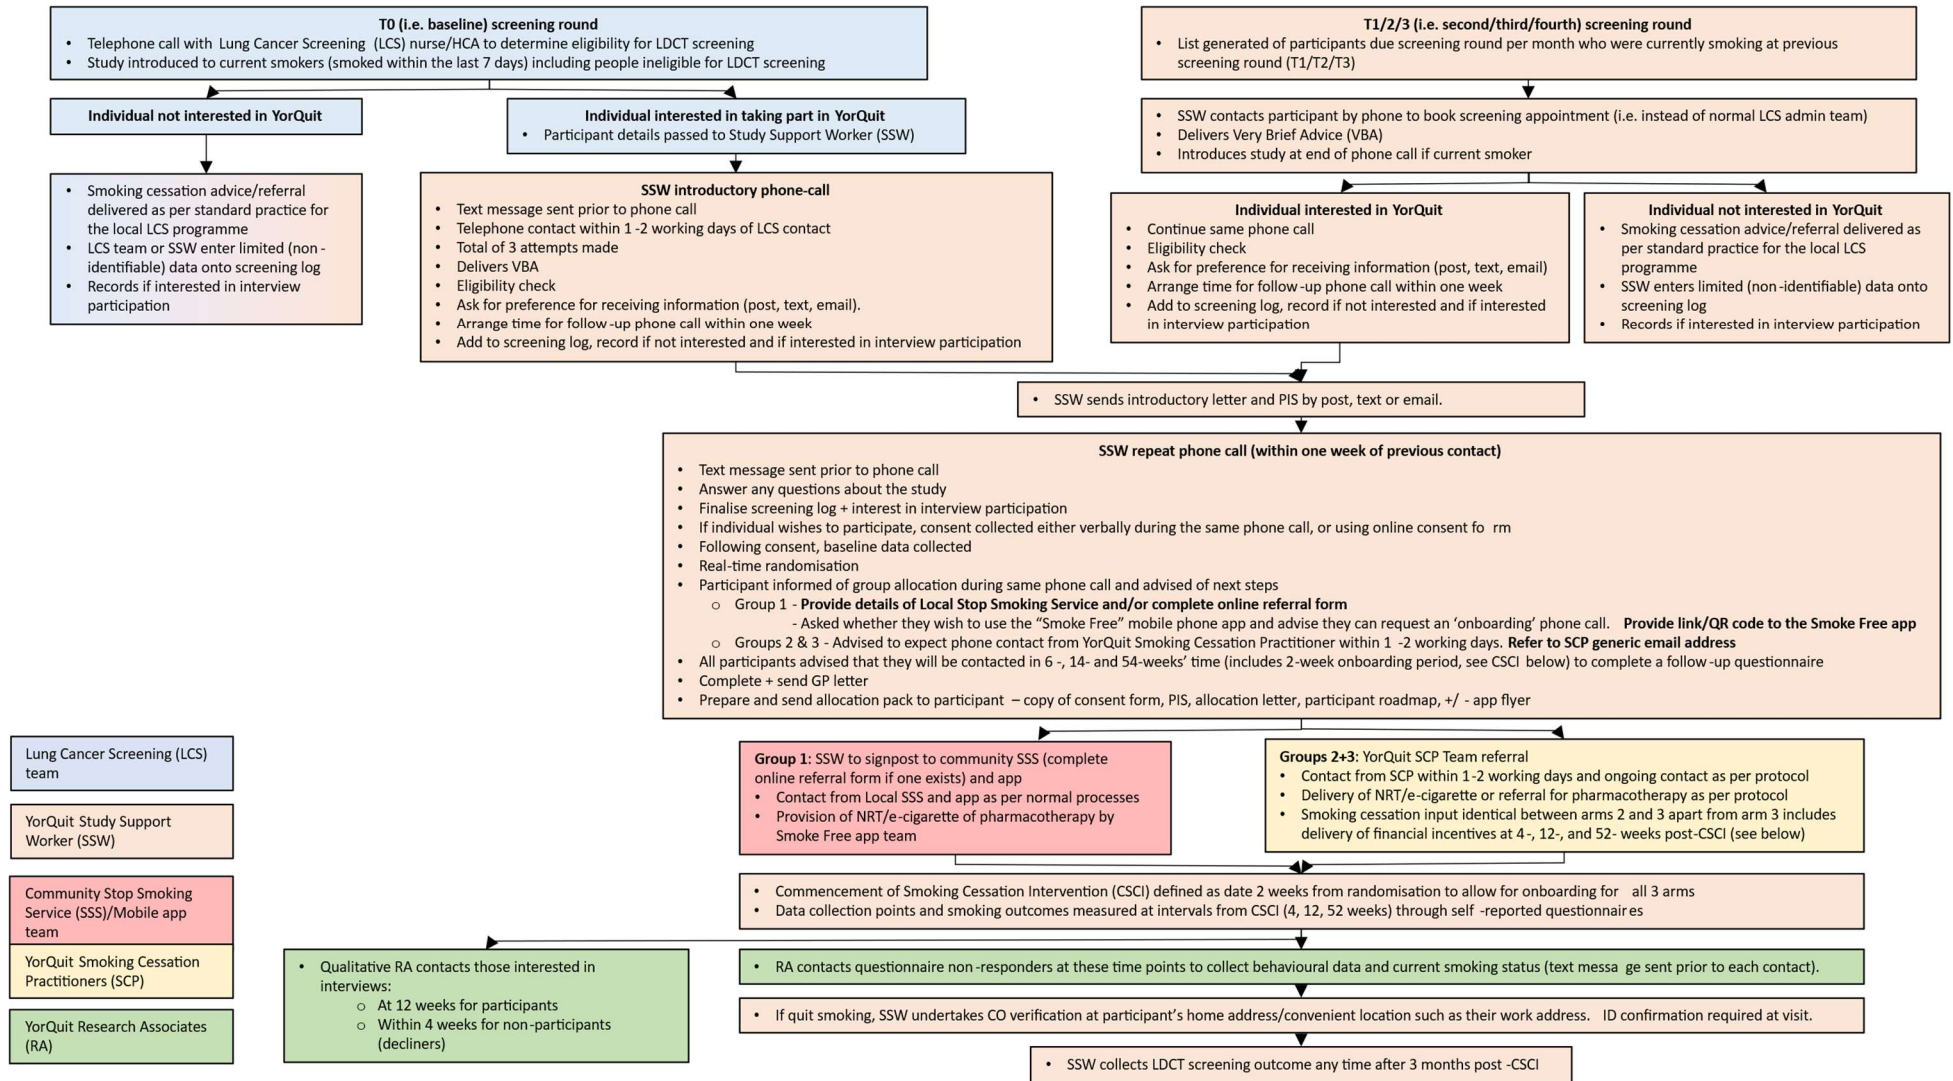 T0 (i.e. baseline) screening round
• Telephone call with Lung Cancer Screening (LCS) nurse/HCA to determine eligibility for LDCT screening
• Study introduced to current smokers (smoked within the last 7 days) including people ineligible for LDCT screening
Individual not interested in YorQuit
Individual interested in taking part in YorQuit
• Participant details passed to Study Support Worker (SSW)
• Smoking cessation advice/referral
delivered as per standard practice for
the local LCS programme
• LCS team or SSW enter limited (non -
identifiable) data onto screening log
• Records if interested in interview
participation
SSW introductory phone-call
• Text message sent prior to phone call
• Telephone contact within 1 -2 working days of LCS contact
• Total of 3 attempts made
• Delivers VBA
• Eligibility check
• Ask for preference for receiving information (post, text, email).
• Arrange time for follow -up phone call within one week
• Add to screening log, record if not interested and if interested in interview participation
T1/2/3 (i.e. second/third/fourth) screening round
• List generated of participants due screening round per month who were currently smoking at previous
screening round (T1/T2/T3)
• SSW contacts participant by phone to book screening appointment (i.e. instead of normal LCS admin team)
• Delivers Very Brief Advice (VBA)
• Introduces study at end of phone call if current smoker
Individual interested in YorQuit
• Continue same phone call
• Eligibility check
• Ask for preference for receiving information (post, text, email)
• Arrange time for follow -up phone call within one week
• Add to screening log, record if not interested and if interested
in interview participation
Individual not interested in YorQuit
• Smoking cessation advice/referral delivered as
per standard practice for the local LCS
programme
• SSW enters limited (non -identifiable) data onto
screening log
• Records if interested in interview participation
• SSW sends introductory letter and PIS by post, text or email.
SSW repeat phone call (within one week of previous contact)
• Text message sent prior to phone call
• Answer any questions about the study
• Finalise screening log + interest in interview participation
• If individual wishes to participate, consent collected either verbally during the same phone call, or using online consent fo rm
• Following consent, baseline data collected
• Real-time randomisation
• Participant informed of group allocation during same phone call and advised of next steps
o Group 1 - Provide details of Local Stop Smoking Service and/or complete online referral form
- Asked whether they wish to use the “Smoke Free” mobile phone app and advise they can request an ‘onboarding’ phone call. Provide link/QR code to the Smoke Free app
o Groups 2 & 3 - Advised to expect phone contact from YorQuit Smoking Cessation Practitioner within 1 -2 working days. Refer to SCP generic email address
• All participants advised that they will be contacted in 6 -, 14- and 54-weeks’ time (includes 2-week onboarding period, see CSCI below) to complete a follow -up questionnaire
• Complete + send GP letter
• Prepare and send allocation pack to participant – copy of consent form, PIS, allocation letter, participant roadmap, +/ - app flyer
Group 1: SSW to signpost to community SSS (complete
online referral form if one exists) and app
• Contact from Local SSS and app as per normal processes
• Provision of NRT/e-cigarette of pharmacotherapy by
Smoke Free app team
Groups 2+3: YorQuit SCP Team referral
• Contact from SCP within 1-2 working days and ongoing contact as per protocol
• Delivery of NRT/e-cigarette or referral for pharmacotherapy as per protocol
• Smoking cessation input identical between arms 2 and 3 apart from arm 3 includes
delivery of financial incentives at 4-, 12-, and 52- weeks post-CSCI (see below)
• Commencement of Smoking Cessation Intervention (CSCI) defined as date 2 weeks from randomisation to allow for onboarding for all 3 arms
• Data collection points and smoking outcomes measured at intervals from CSCI (4, 12, 52 weeks) through self -reported questionnaires
• Qualitative RA contacts those interested in
interviews:
o At 12 weeks for participants
o Within 4 weeks for non-participants
(decliners)
• RA contacts questionnaire non -responders at these time points to collect behavioural data and current smoking status (text messa ge sent prior to each contact).
• If quit smoking, SSW undertakes CO verification at participant’s home address/convenient location such as their work address. ID confirmation required at visit.
• SSW collects LDCT screening outcome any time after 3 months post -CSCI
Lung Cancer Screening (LCS)
team
YorQuit Study Support
Worker (SSW)
Community Stop Smoking
Service (SSS)/Mobile app
team
YorQuit Smoking Cessation
Practitioners (SCP)
YorQuit Research Associates
(RA)